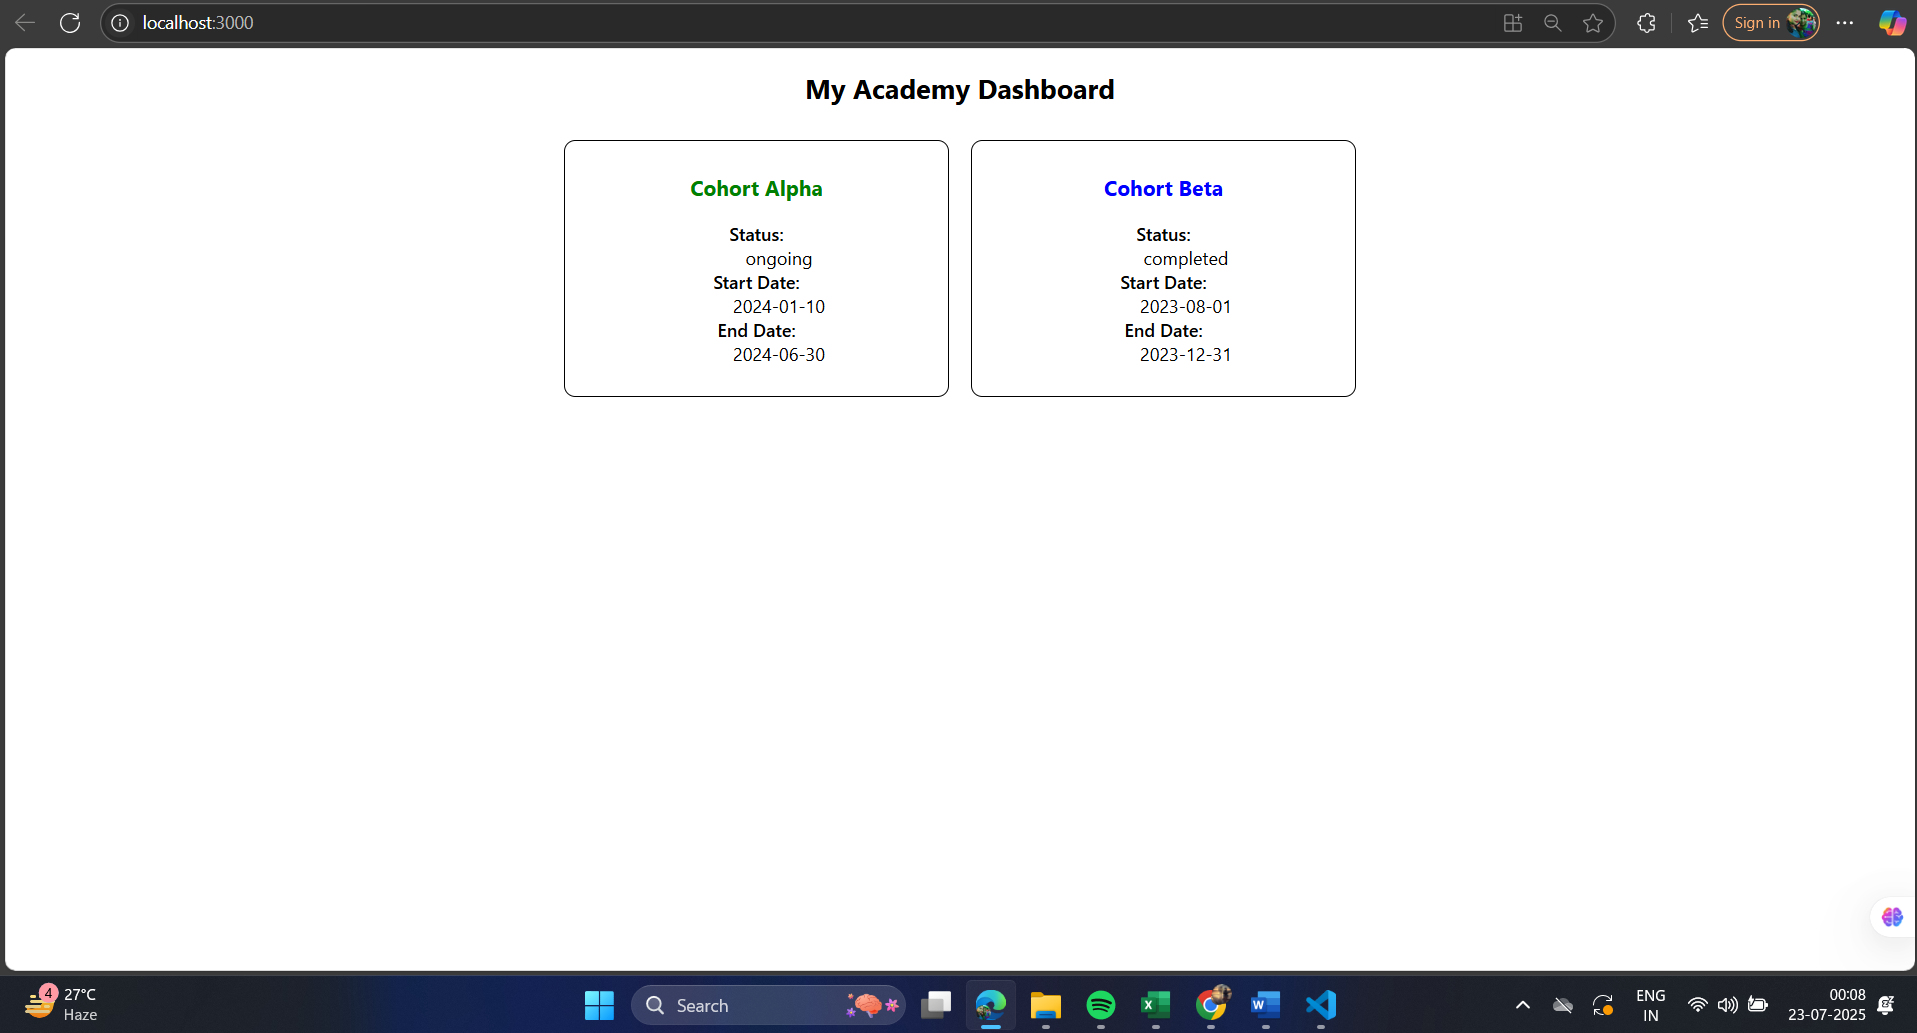 localhost:3000
Sign in
My Academy Dashboard
Cohort Alpha
Status:
ongoing
Start Date:
2024-01-10
End Date:
2024-06-30
Cohort Beta
Status:
completed
Start Date:
2023-08-01
End Date:
2023-12-31
4
27°C
Haze
Search
X
W
ENG
IN
00:08
23-07-2025